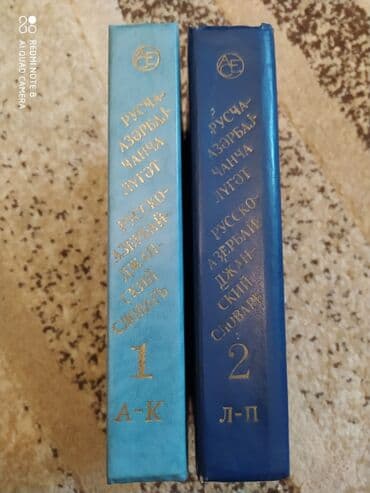 РУСЧА-
АЗӘРБАЈ-
ҶАНҶА
ЛҮҒӘТ
РУССКО-
АЗЕРБАЙ-
ДЖАН-
СКИЙ
СЛОВАРЬ
1
А-К
РУСЧА-
АЗӘРБАЈ-
ЧАНЧА
ЛҮҒӘТ
РУССКО-
АЗЕРБАЙ-
ДЖАН-
СКИЙ
СЛОВАРЬ
2
Л-П
REDMI NOTE 8
AI QUAD CAMERA